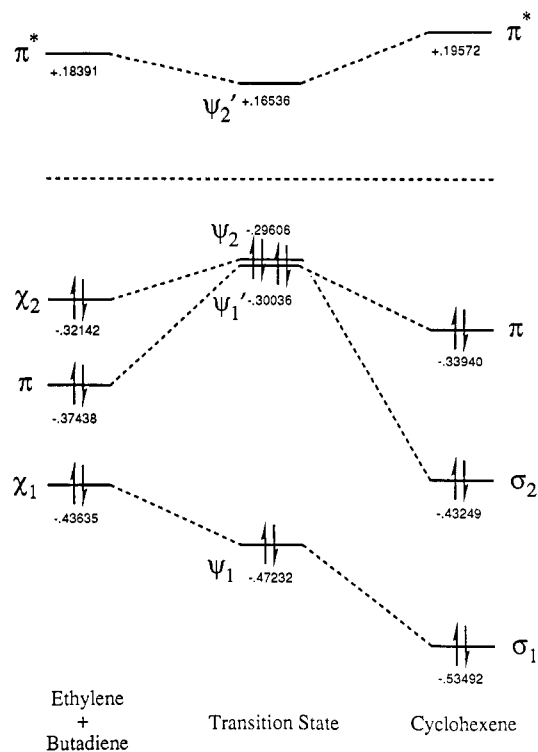 π*
+.18391
ψ₂'
+.16536
π*
+.19572
ψ₂
-.29606
ψ₁'
-.30036
χ₂
-.32142
π
-.33940
π
-.37438
χ₁
-.43635
σ₂
-.43249
ψ₁
-.47232
σ₁
-.53492
Ethylene
+
Butadiene
Transition State
Cyclohexene